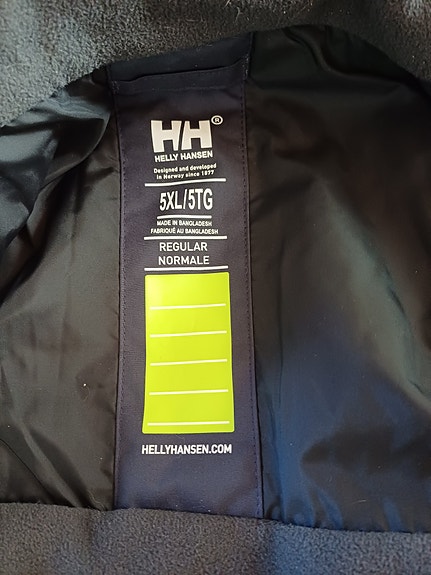 HH®
HELLY HANSEN
Designed and developed
in Norway since 1877
5XL/5TG
MADE IN BANGLADESH
FABRIQUÉ AU BANGLADESH
REGULAR
NORMALE
HELLYHANSEN.COM